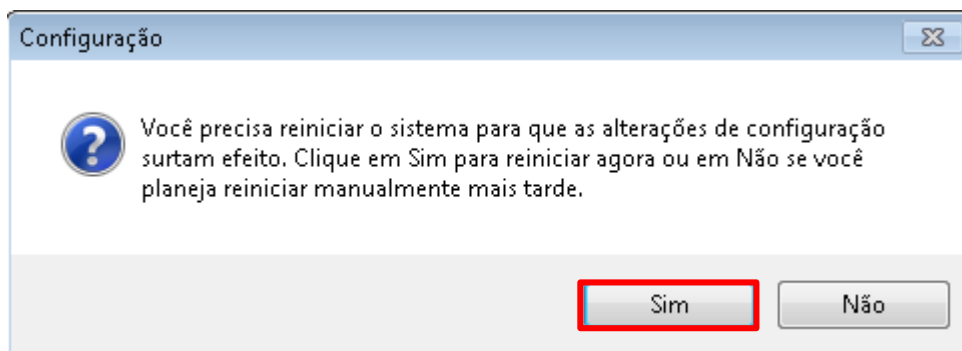 Configuração
Você precisa reiniciar o sistema para que as alterações de configuração
surtam efeito. Clique em Sim para reiniciar agora ou em Não se você
planeja reiniciar manualmente mais tarde.
Sim
Não